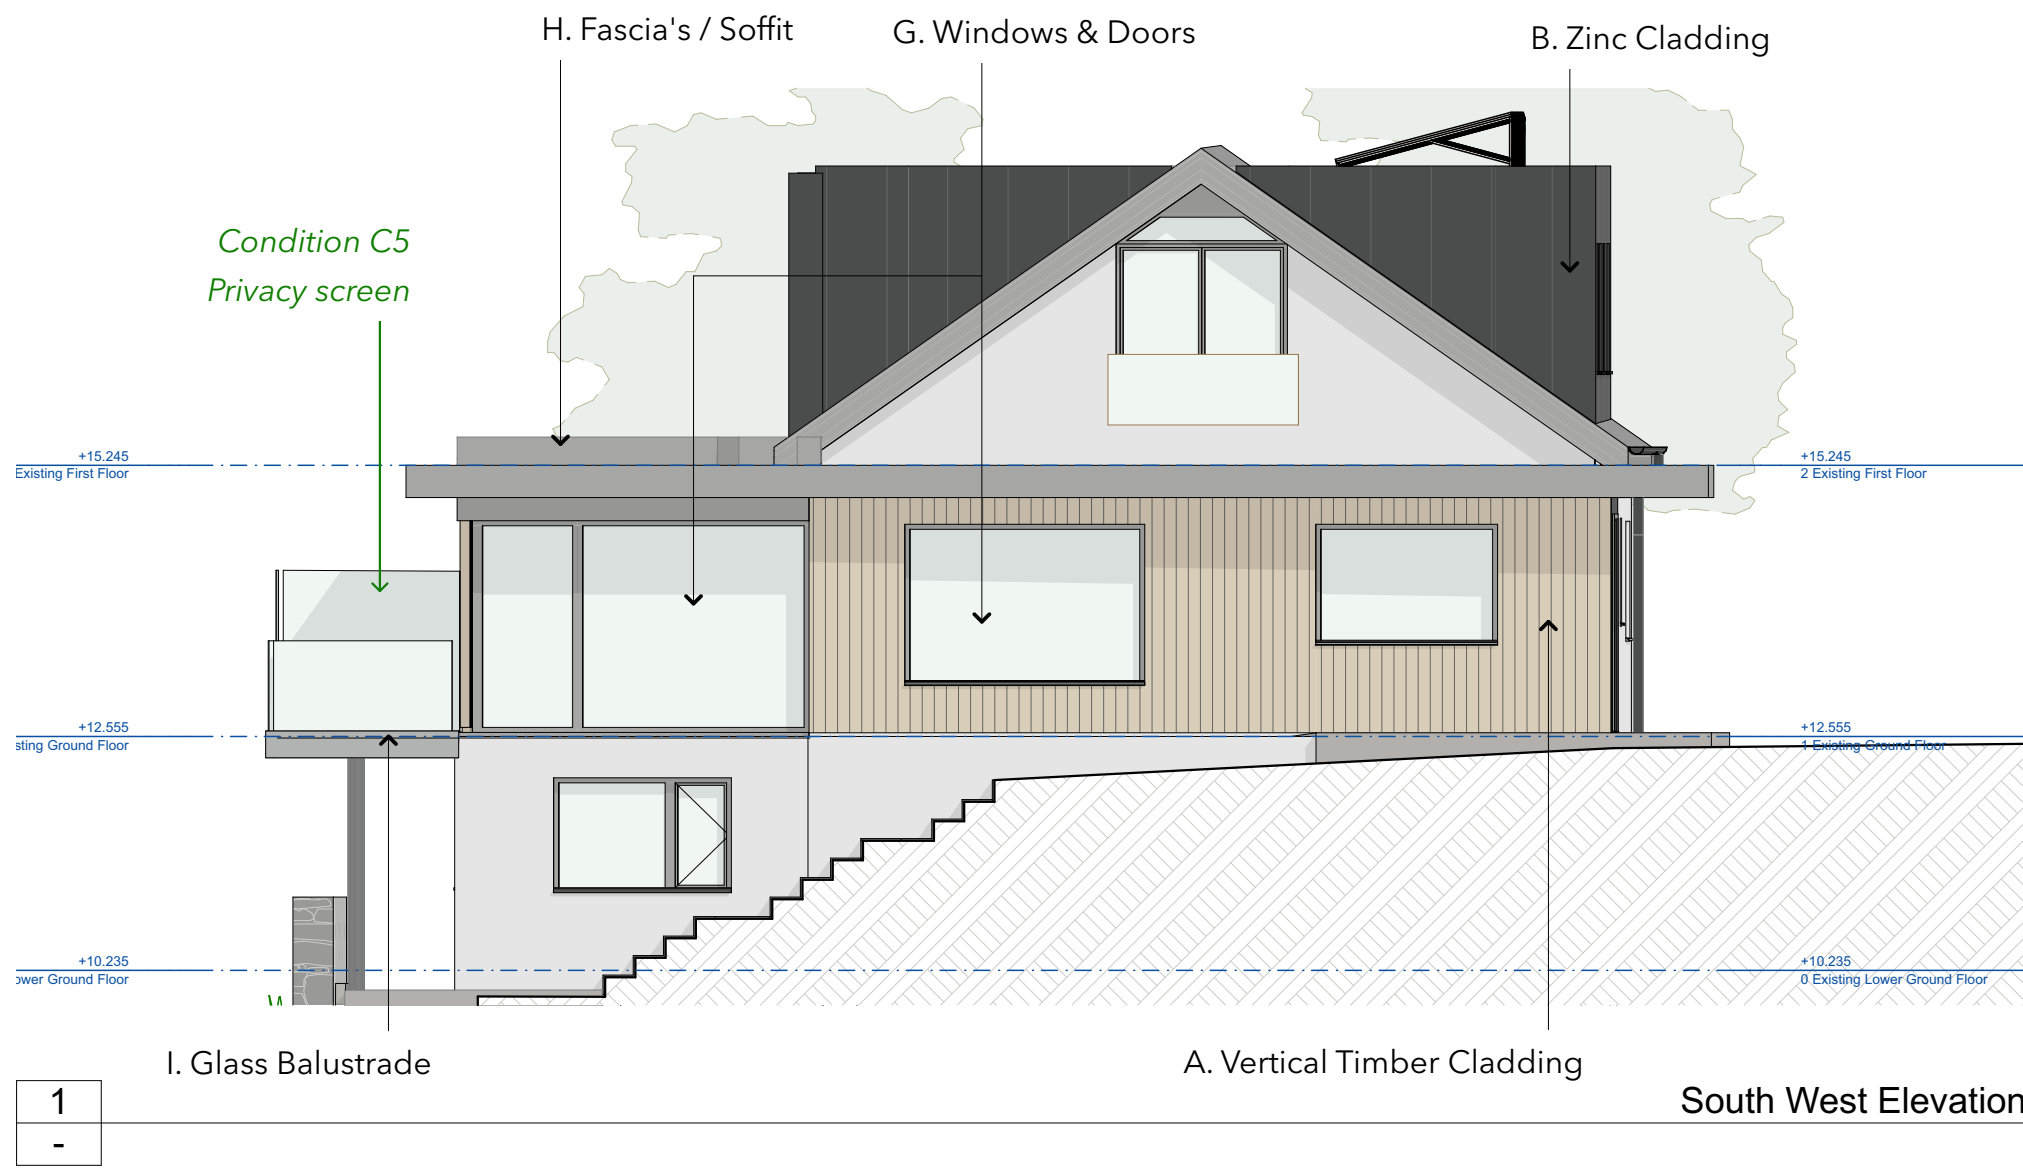 H. Fascia's / Soffit
G. Windows & Doors
B. Zinc Cladding
Condition C5
Privacy screen
+15.245
Existing First Floor
+15.245
2 Existing First Floor
+12.555
Ground Floor
+12.555
1 Existing Ground Floor
+10.235
Ground Floor
+10.235
0 Existing Lower Ground Floor
I. Glass Balustrade
A. Vertical Timber Cladding
1
-
South West Elevation